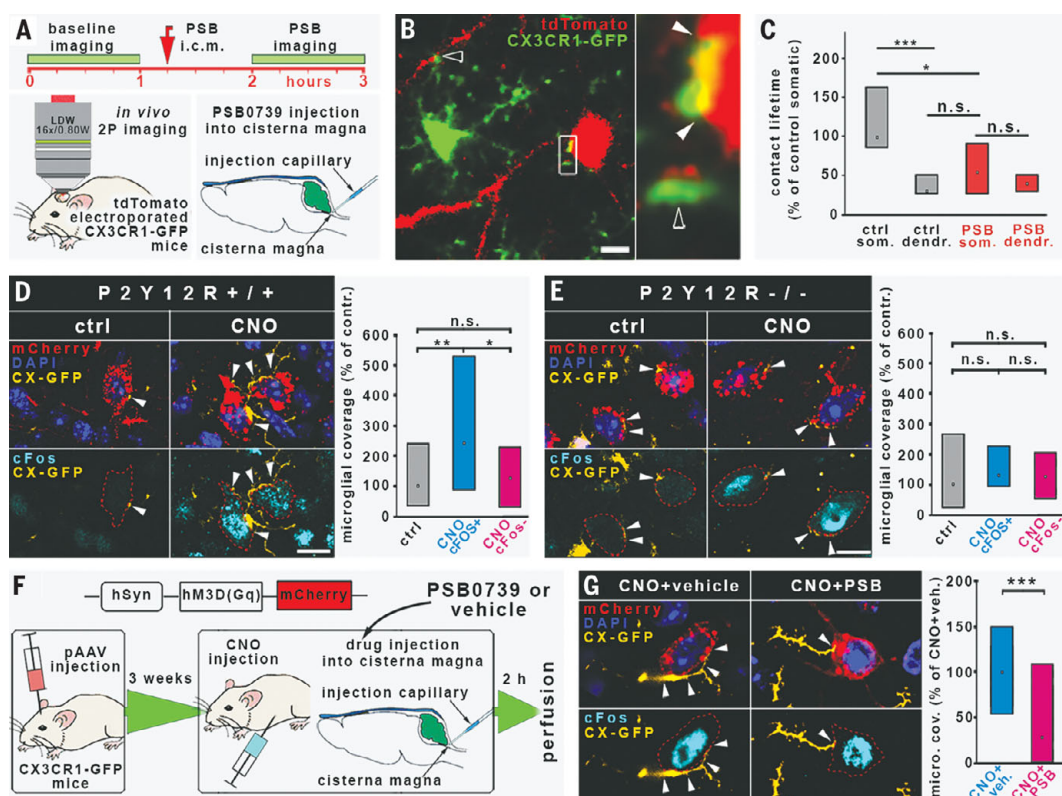 A
baseline
imaging
PSB
i.c.m.
PSB
imaging
0
1
2
3
hours
LDW
16x/0.80W
in vivo
2P imaging
tdTomato
electroporated
CX3CR1-GFP
mice
PSB0739 injection
into cisterna magna
injection capillary
cisterna magna
B
tdTomato
CX3CR1-GFP
C
contact lifetime
(% of control somatic)
200
150
100
50
0
***
*
n.s.
n.s.
ctrl
som.
ctrl
dendr.
PSB
som.
PSB
dendr.
D
P2Y12R+/+
ctrl
CNO
mCherry
DAPI
CX-GFP
cFos
CX-GFP
microglial coverage (% of contr.)
600
500
400
300
200
100
0
n.s.
**
*
ctrl
CNO
cFOS+
CNO
cFos-
E
P2Y12R-/-
ctrl
CNO
mCherry
DAPI
CX-GFP
cFos
CX-GFP
microglial coverage (% of contr.)
600
500
400
300
200
100
0
n.s.
n.s.
n.s.
ctrl
CNO
cFOS+
CNO
cFos-
F
hSyn
hM3D(Gq)
mCherry
PSB0739 or
vehicle
pAAV
injection
CX3CR1-GFP
mice
3 weeks
CNO
injection
drug injection
into cisterna magna
injection capillary
cisterna magna
2 h
perfusion
G
CNO+vehicle
CNO+PSB
mCherry
DAPI
CX-GFP
cFos
CX-GFP
micro. cov. (% of CNO+veh.)
200
150
100
50
0
***
CNO+
veh.
CNO+
PSB